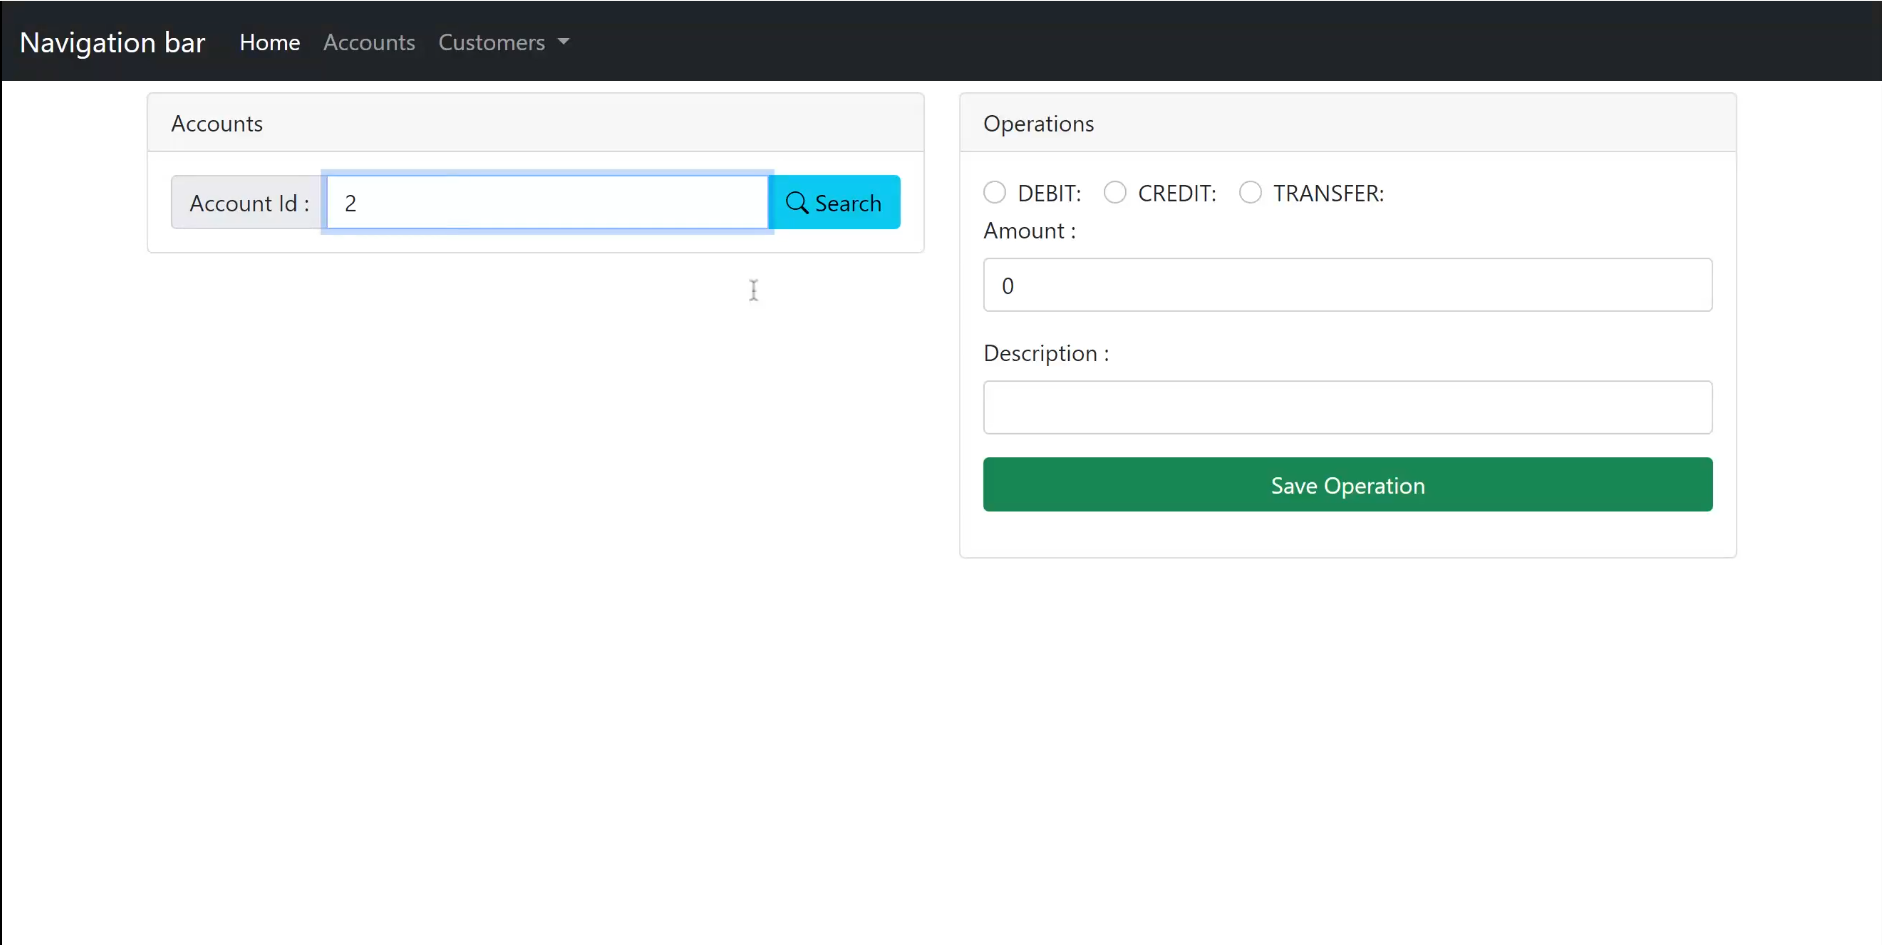 Navigation bar Home Accounts Customers
Accounts
Account Id : 2 Search
Operations
DEBIT: CREDIT: TRANSFER:
Amount :
0
Description :
Save Operation